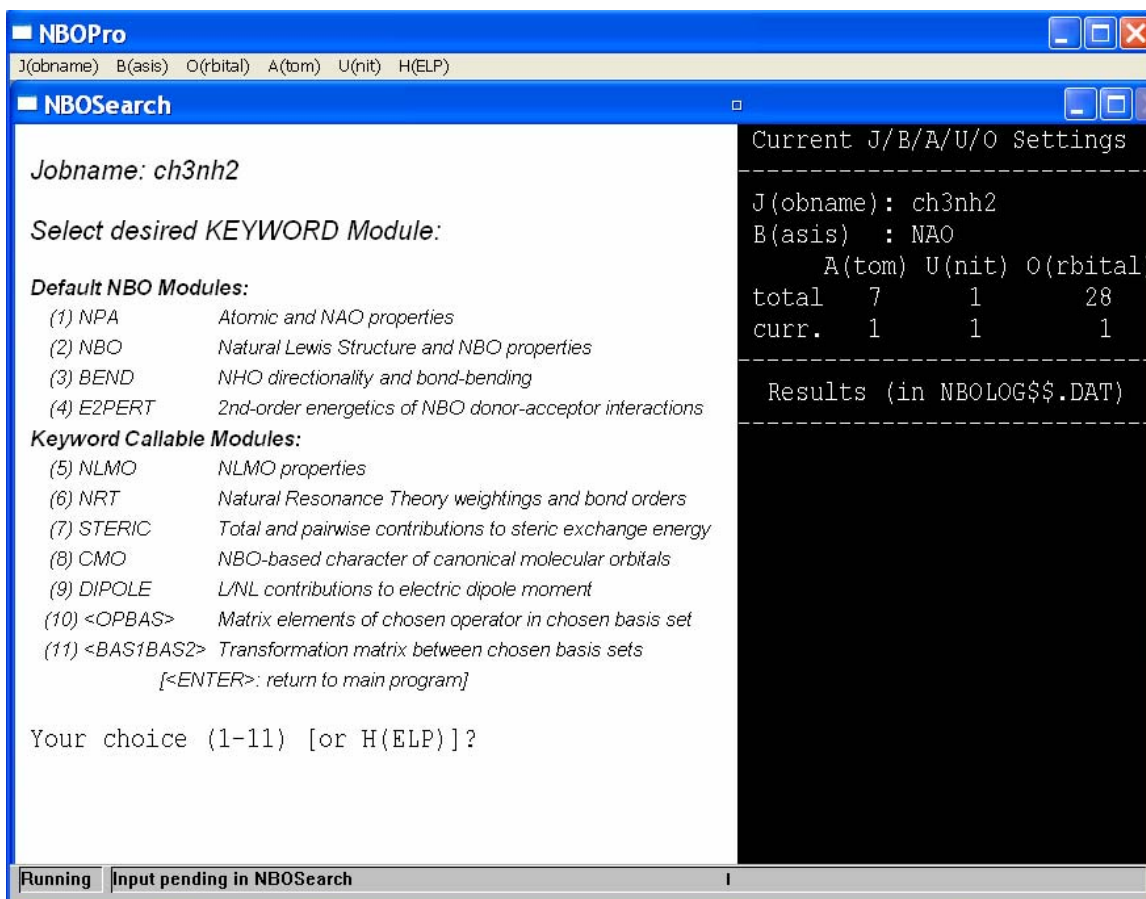 NBOPro
J(obname) B(asis) O(rbital) A(tom) U(nit) H(ELP)
NBOSearch
Jobname: ch3nh2
Select desired KEYWORD Module:
Default NBO Modules:
(1) NPA Atomic and NAO properties
(2) NBO Natural Lewis Structure and NBO properties
(3) BEND NHO directionality and bond-bending
(4) E2PERT 2nd-order energetics of NBO donor-acceptor interactions
Keyword Callable Modules:
(5) NLMO NLMO properties
(6) NRT Natural Resonance Theory weightings and bond orders
(7) STERIC Total and pairwise contributions to steric exchange energy
(8) CMO NBO-based character of canonical molecular orbitals
(9) DIPOLE L/NL contributions to electric dipole moment
(10) <OPBAS> Matrix elements of chosen operator in chosen basis set
(11) <BAS1BAS2> Transformation matrix between chosen basis sets
[<ENTER>: return to main program]
Your choice (1-11) [or H(ELP)]?
Current J/B/A/U/O Settings
J(obname): ch3nh2
B(asis) : NAO
A(tom) U(nit) O(rbital)
total 7 1 28
curr. 1 1 1
Results (in NBOLOG$$.DAT)
Running Input pending in NBOSearch